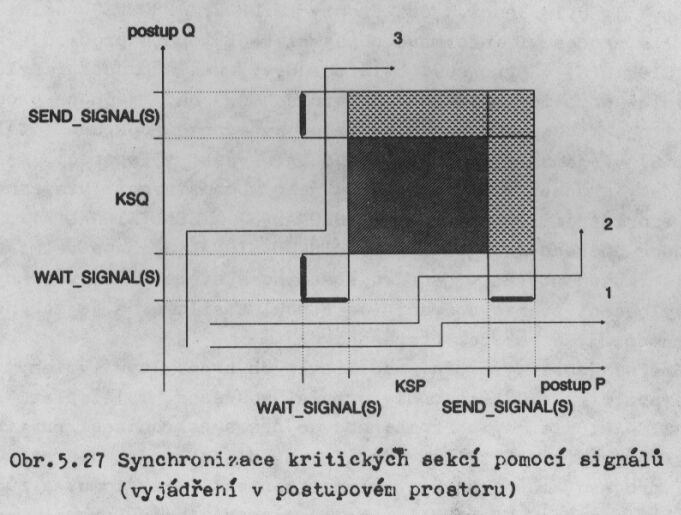 postup Q
3
SEND_SIGNAL(S)
KSQ
2
WAIT_SIGNAL(S)
1
KSP
postup P
WAIT_SIGNAL(S)
SEND_SIGNAL(S)
Obr.5.27 Synchronizace kritických sekcí pomocí signálů
(vyjádření v postupovém prostoru)